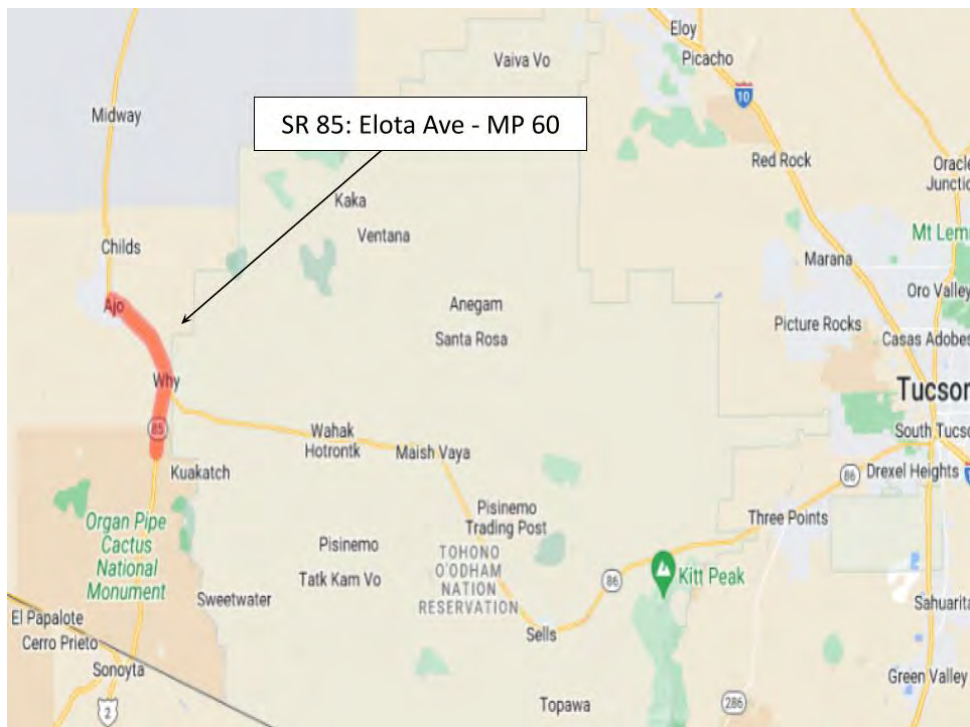 Eloy
Vaiva Vo
Picacho
10
Midway
SR 85: Elota Ave - MP 60
Red Rock
Oracle
Junction
Kaka
Ventana
Mt Lem
Childs
Marana
Oro Valley
Ajo
Anegam
Santa Rosa
Picture Rocks
Casas Adobes
Why
Tucson
85
Wahak
Hotrontk
Maish Vaya
South Tucso
Kuakatch
86
Drexel Heights
Organ Pipe
Cactus
National
Monument
Pisinemo
Trading Post
Three Points
Pisinemo
TOHONO
O'ODHAM
NATION
RESERVATION
Tatk Kam Vo
86
Kitt Peak
Sweetwater
Sahuarita
El Papalote
Cerro Prieto
Sells
Sonoyta
Green Valley
2
Topawa
286